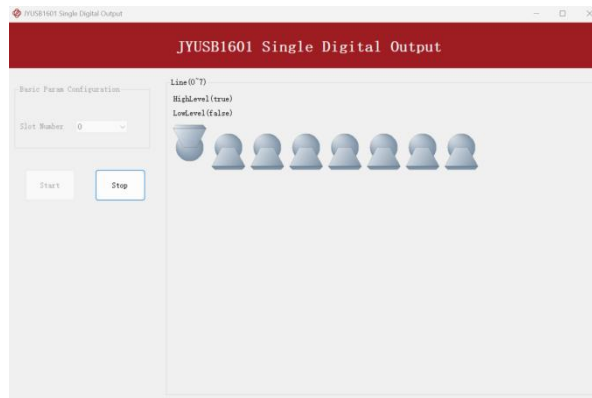 JYUSB1601 Single Digital Output
JYUSB1601 Single Digital Output
Basic Param Configuration
Slot Number 0
Start
Stop
Line(0~7)
HighLevel(true)
LowLevel(false)